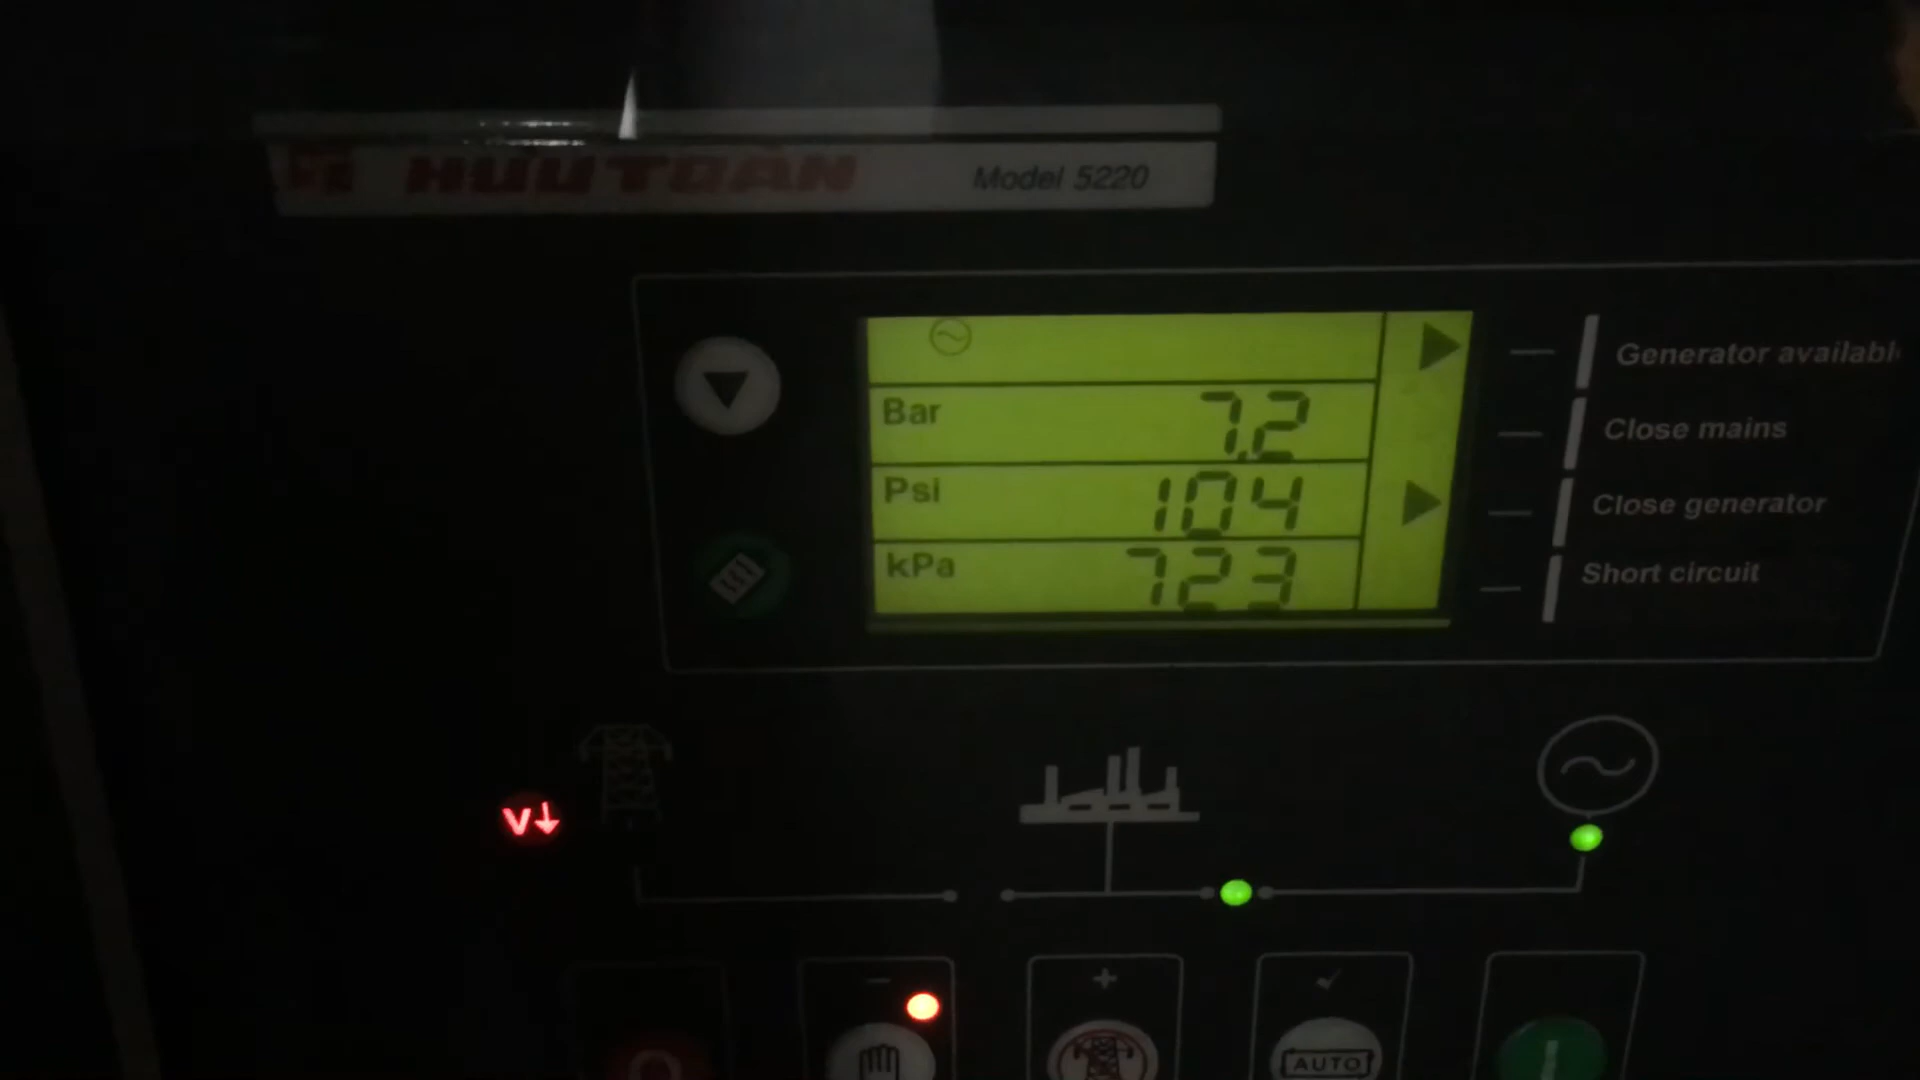 HUUTOAN
Model 5220
Bar 7.2
Psi 104
kPa 723
Generator availabl
Close mains
Close generator
Short circuit
V↓
−
+
✓
AUTO